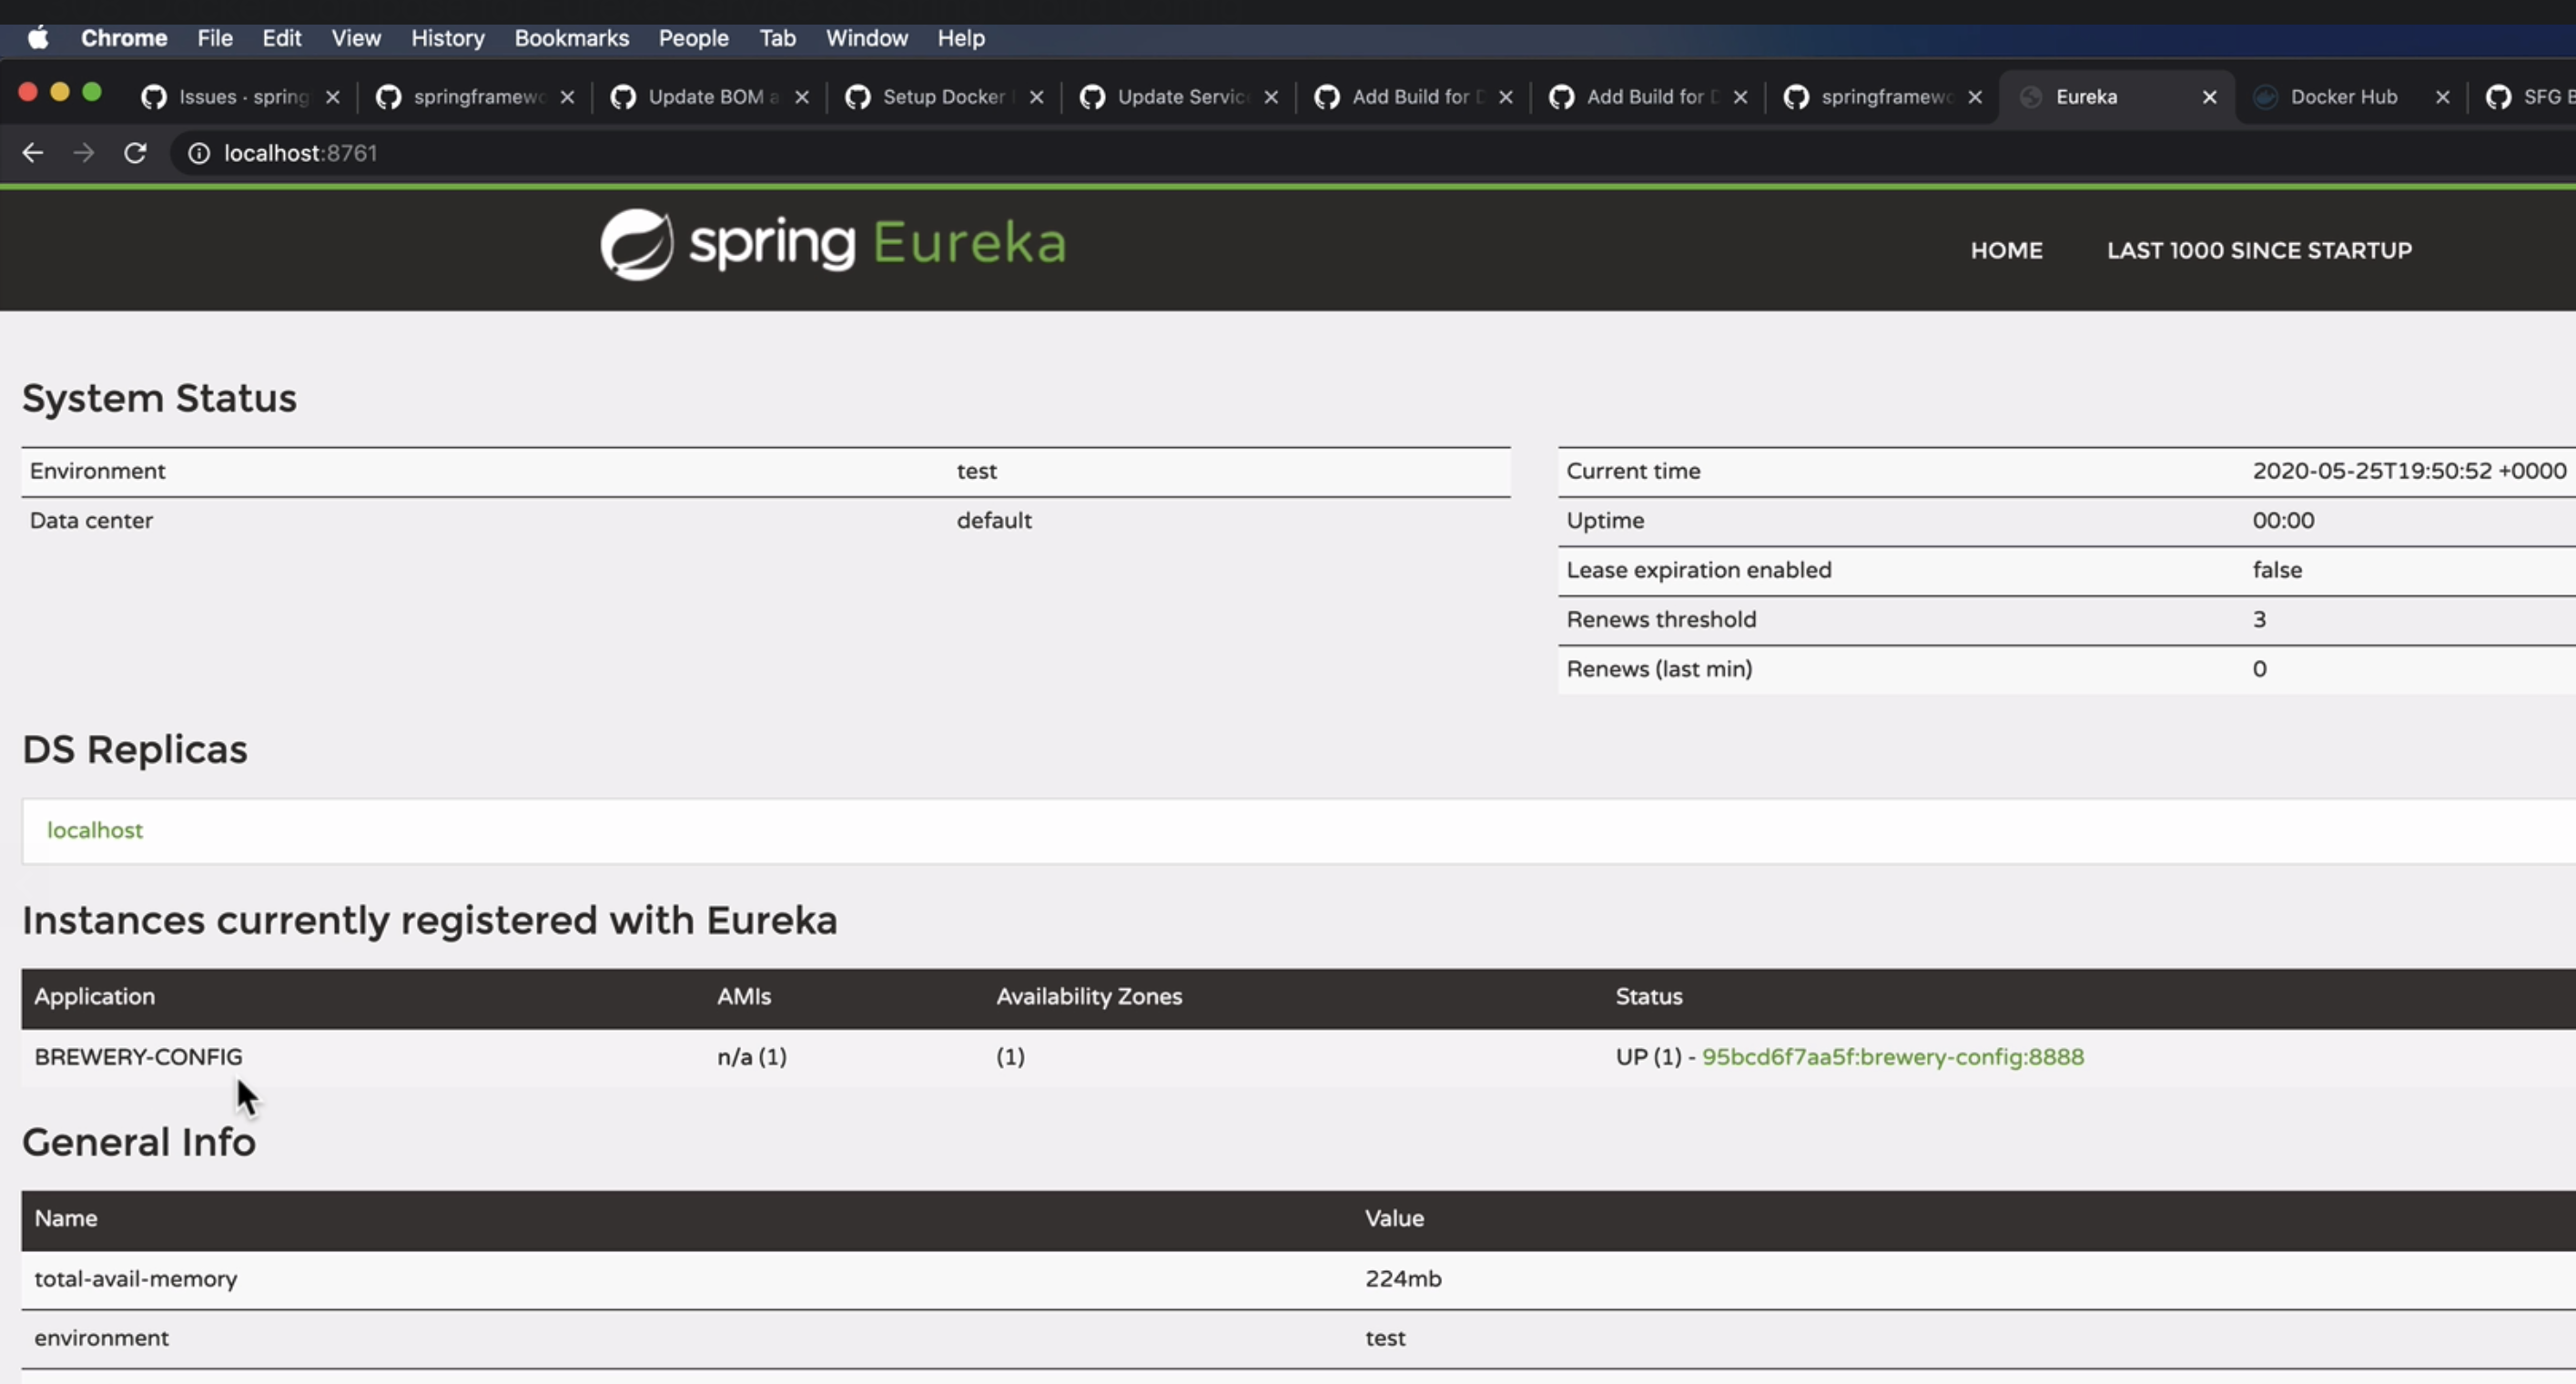 Chrome File Edit View History Bookmarks People Tab Window Help
Issues · spring springframewo Update BOM a Setup Docker Update Servic Add Build for D Add Build for D springframewo Eureka Docker Hub SFG B
localhost:8761
spring Eureka HOME LAST 1000 SINCE STARTUP
System Status
Environment test
Data center default
Current time 2020-05-25T19:50:52 +0000
Uptime 00:00
Lease expiration enabled false
Renews threshold 3
Renews (last min) 0
DS Replicas
localhost
Instances currently registered with Eureka
Application AMIs Availability Zones Status
BREWERY-CONFIG n/a (1) (1) UP (1) - 95bcd6f7aa5f:brewery-config:8888
General Info
Name Value
total-avail-memory 224mb
environment test